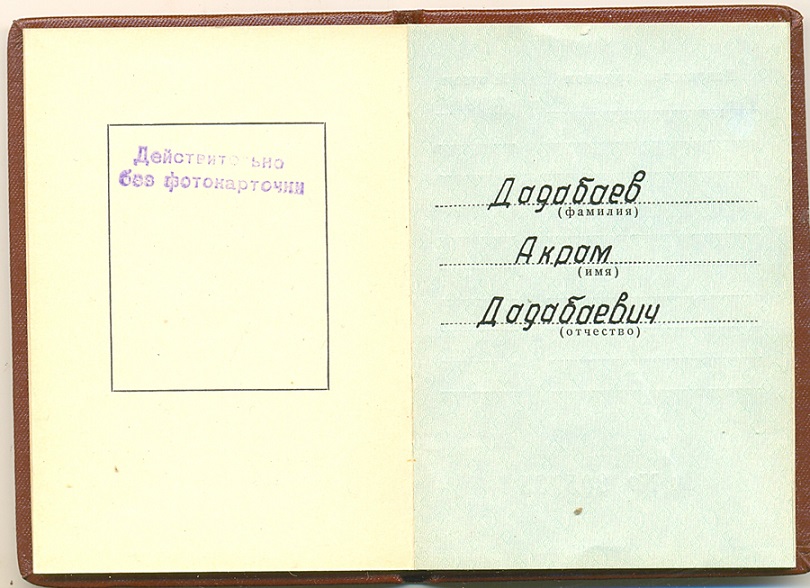 Действительно
без фотокарточки
Дадабаев
(фамилия)
Акрам
(имя)
Дадабаевич
(отчество)